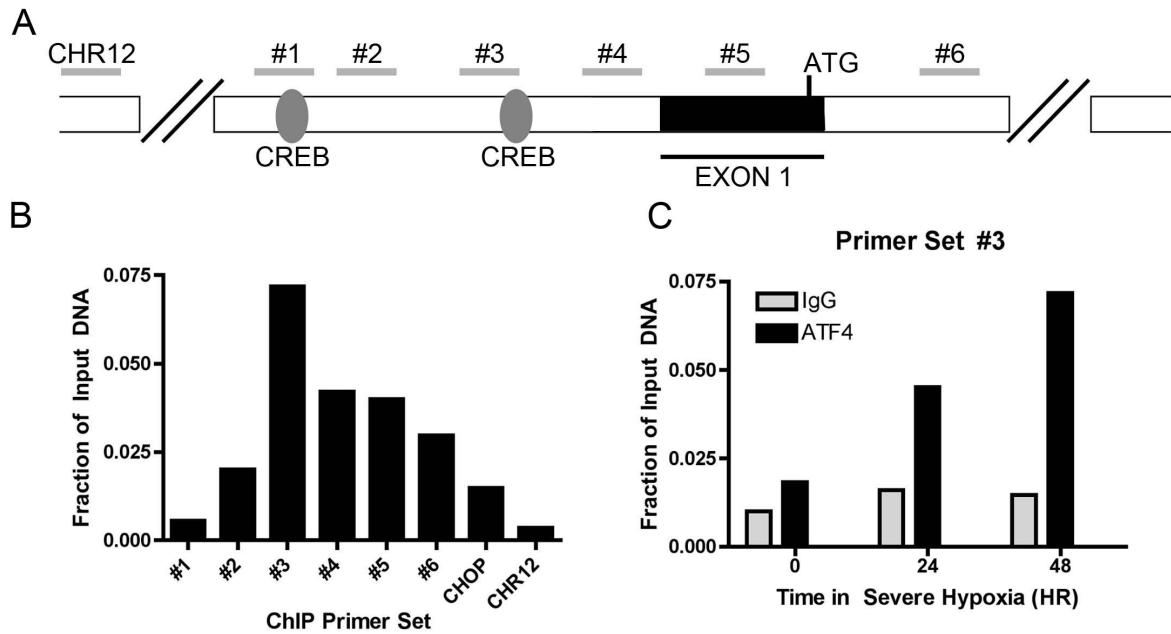 A
CHR12 #1 #2 #3 #4 #5 ATG #6
CREB CREB
EXON 1
B
Fraction of Input DNA
0.075
0.050
0.025
0.000
#1 #2 #3 #4 #5 #6 CHOP CHR12
ChIP Primer Set
C
Primer Set #3
IgG
ATF4
Fraction of Input DNA
0.075
0.050
0.025
0.000
0 24 48
Time in Severe Hypoxia (HR)